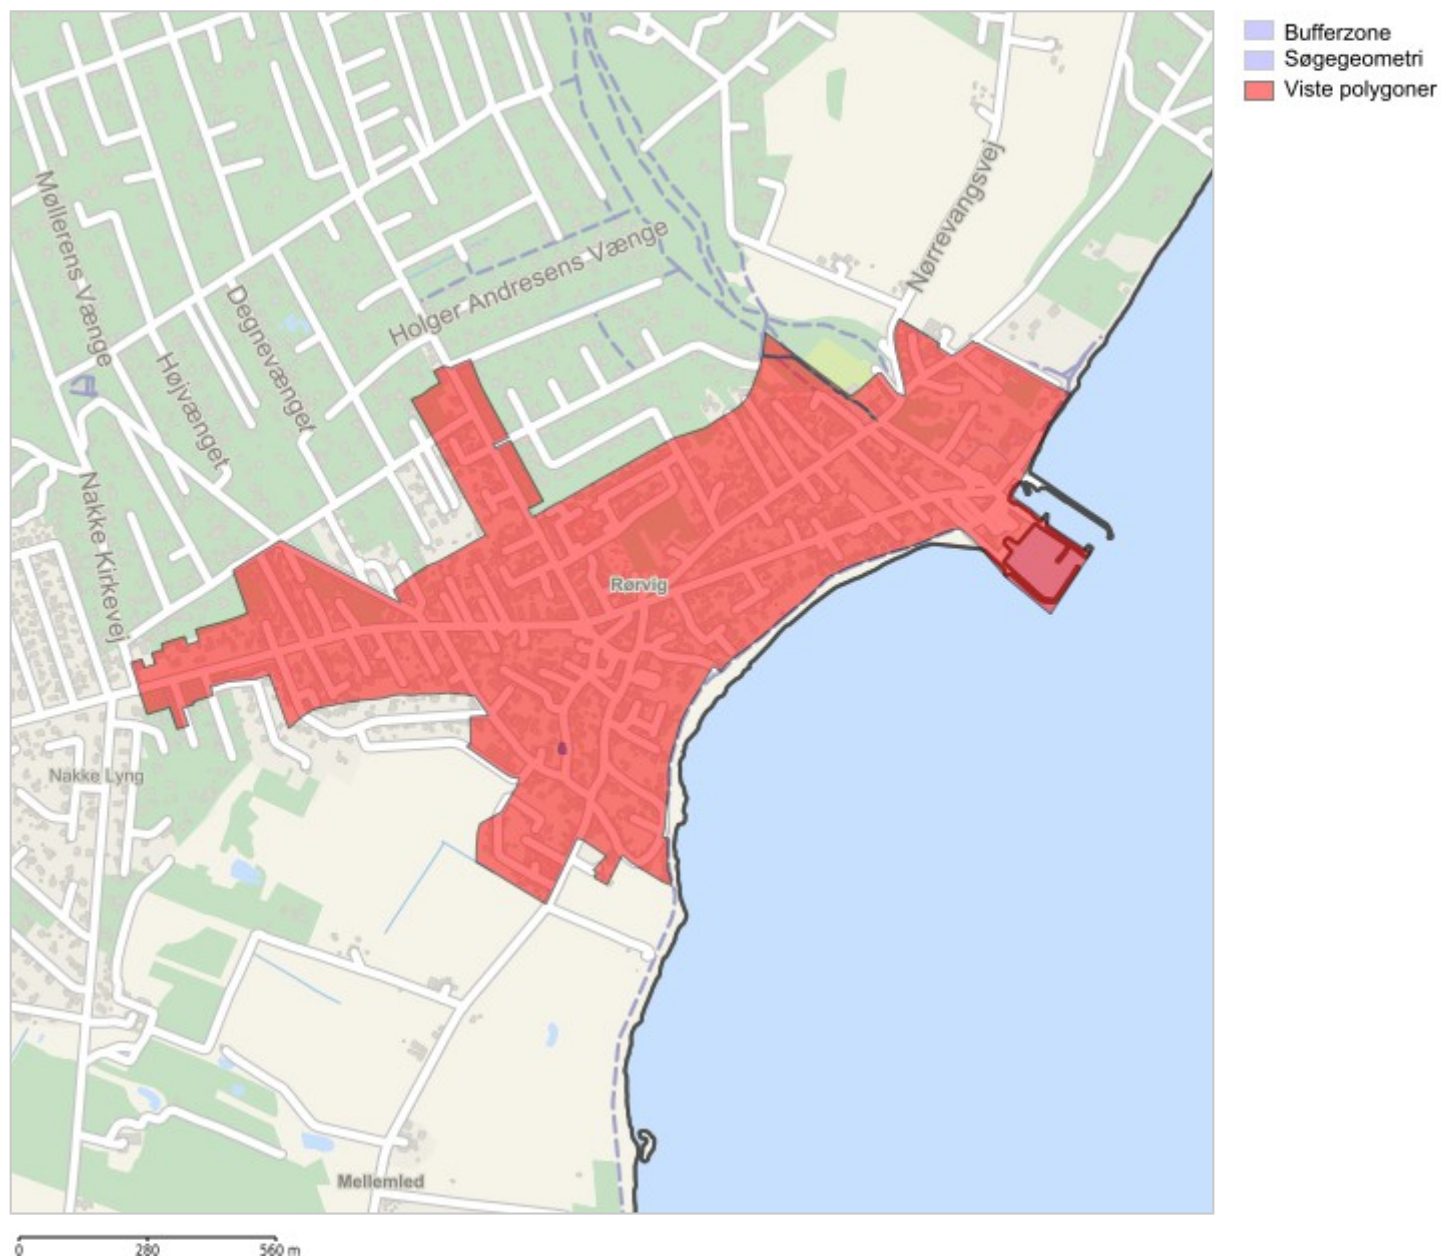 Bufferzone
Søgegeometri
Viste polygoner
Nørrevangsvej
Møllerens Vænge
Holger Andresens Vænge
Degnevænget
Højvænget
Nakke Kirkevej
Rørvig
Nakke Lyng
Mellemled
0 280 560 m